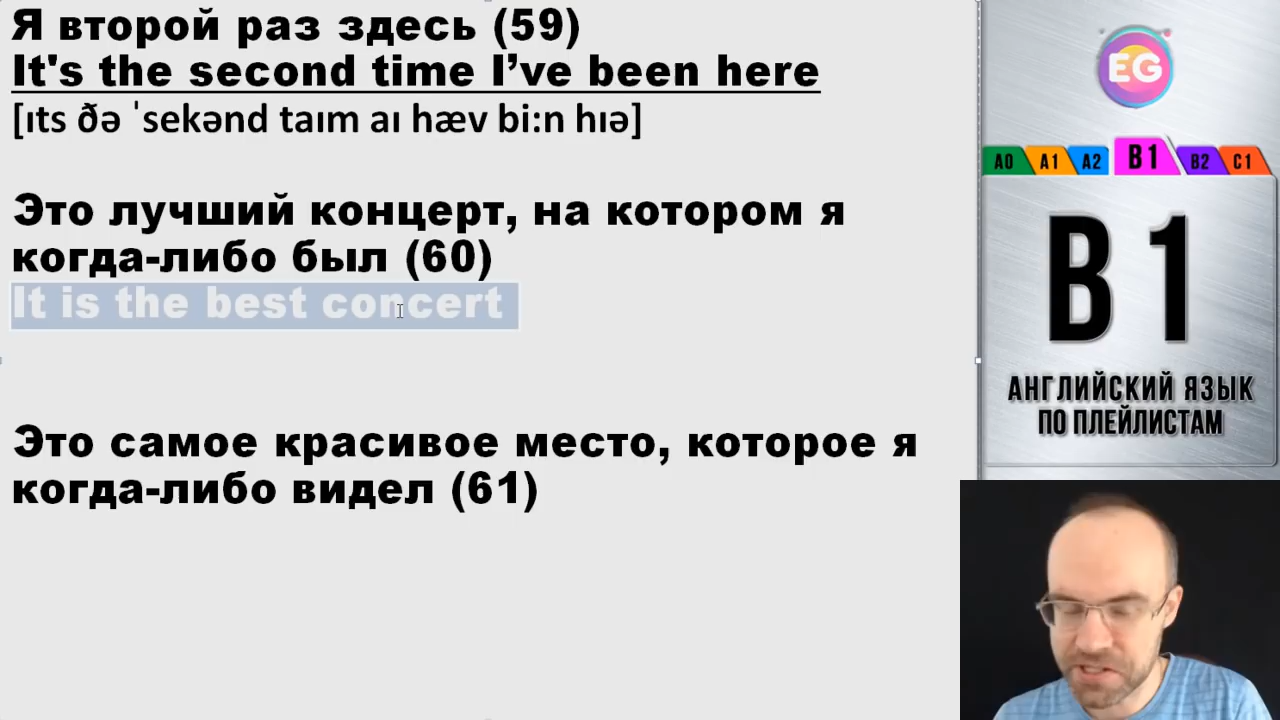 Я второй раз здесь (59)
It's the second time I’ve been here
[ɪts ðə ˈsekənd taɪm aɪ hæv bi:n hɪə]
Это лучший концерт, на котором я
когда-либо был (60)
It is the best concert
Это самое красивое место, которое я
когда-либо видел (61)
EG
A0 A1 A2 B1 B2 C1
B1
АНГЛИЙСКИЙ ЯЗЫК
ПО ПЛЕЙЛИСТАМ